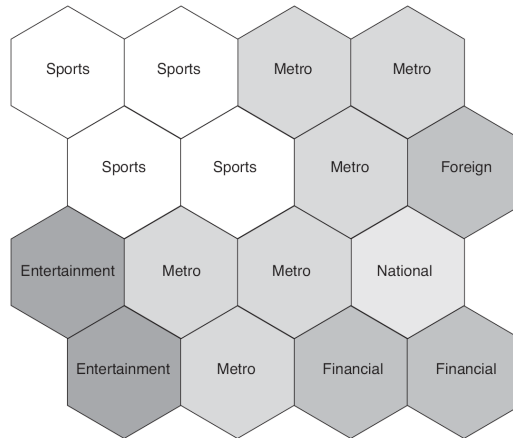 Sports Sports Metro Metro
Sports Sports Metro Foreign
Entertainment Metro Metro National
Entertainment Metro Financial Financial